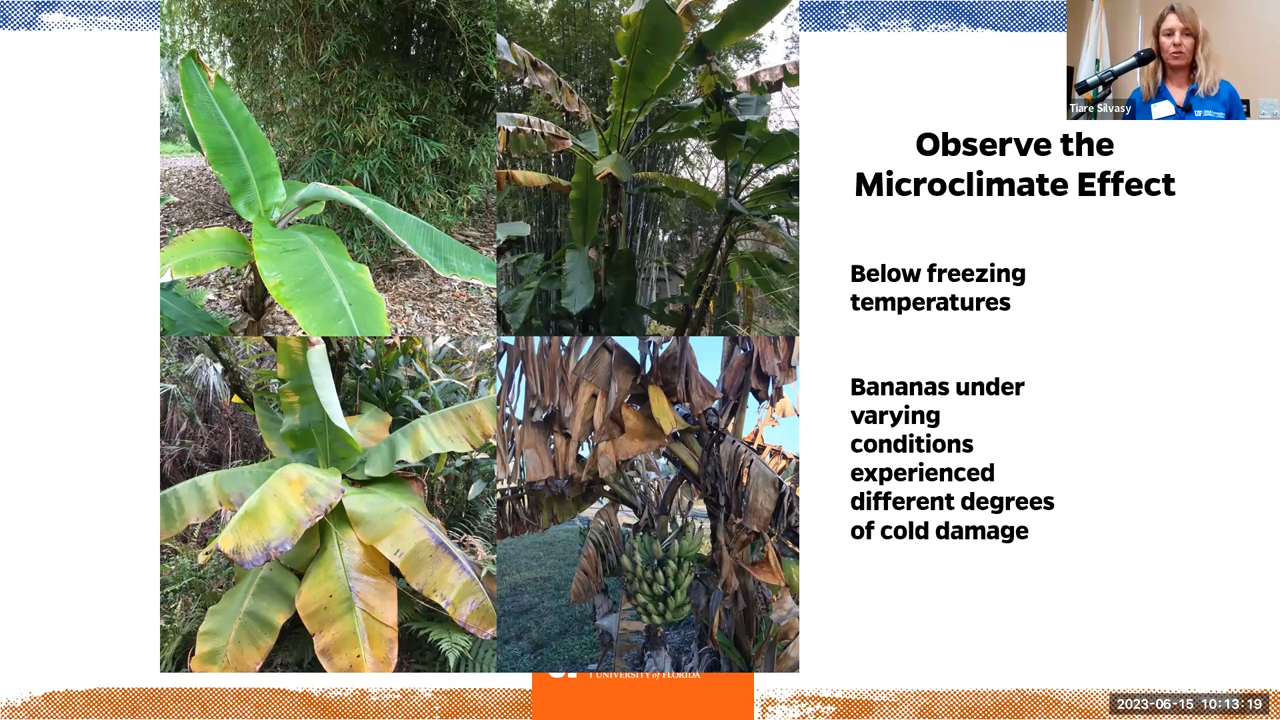 Tiare Silvasy
Observe the
Microclimate Effect
Below freezing
temperatures
Bananas under
varying
conditions
experienced
different degrees
of cold damage
UNIVERSITY of FLORIDA
2023-06-15 10:13:19